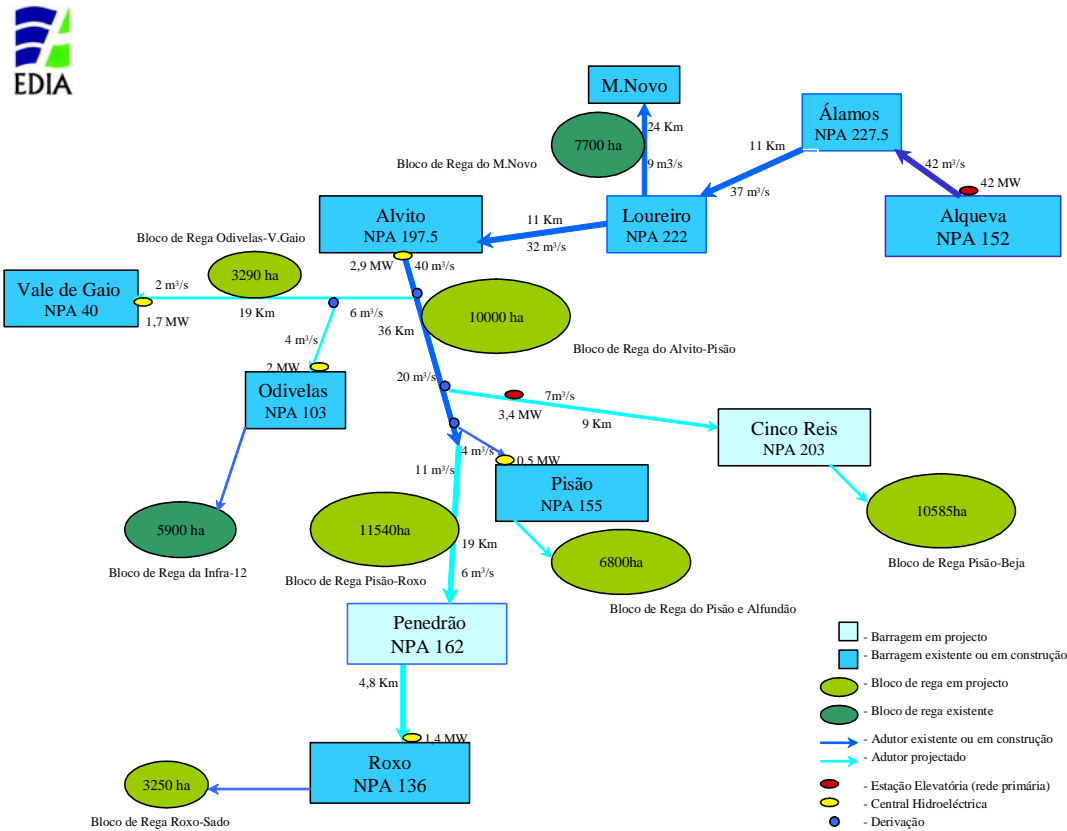 EDIA
M.Novo
24 Km
7700 ha
9 m3/s
Bloco de Rega do M.Novo
Álamos
NPA 227.5
11 Km
37 m³/s
42 m³/s
42 MW
Alqueva
NPA 152
Loureiro
NPA 222
11 Km
32 m³/s
Alvito
NPA 197.5
2,9 MW
40 m³/s
Bloco de Rega Odivelas-V.Gaio
3290 ha
2 m³/s
Vale de Gaio
NPA 40
1,7 MW
19 Km
6 m³/s
36 Km
10000 ha
Bloco de Rega do Alvito-Pisão
4 m³/s
2 MW
Odivelas
NPA 103
20 m³/s
7m³/s
3,4 MW
9 Km
Cinco Reis
NPA 203
4 m³/s
0,5 MW
11 m³/s
Pisão
NPA 155
10585ha
Bloco de Rega Pisão-Beja
5900 ha
Bloco de Rega da Infra-12
11540ha
19 Km
Bloco de Rega Pisão-Roxo
6 m³/s
6800ha
Bloco de Rega do Pisão e Alfundão
Penedrão
NPA 162
4,8 Km
1,4 MW
Roxo
NPA 136
3250 ha
Bloco de Rega Roxo-Sado
- Barragem em projecto
- Barragem existente ou em construção
- Bloco de rega em projecto
- Bloco de rega existente
- Adutor existente ou em construção
- Adutor projectado
- Estação Elevatória (rede primária)
- Central Hidroeléctrica
- Derivação